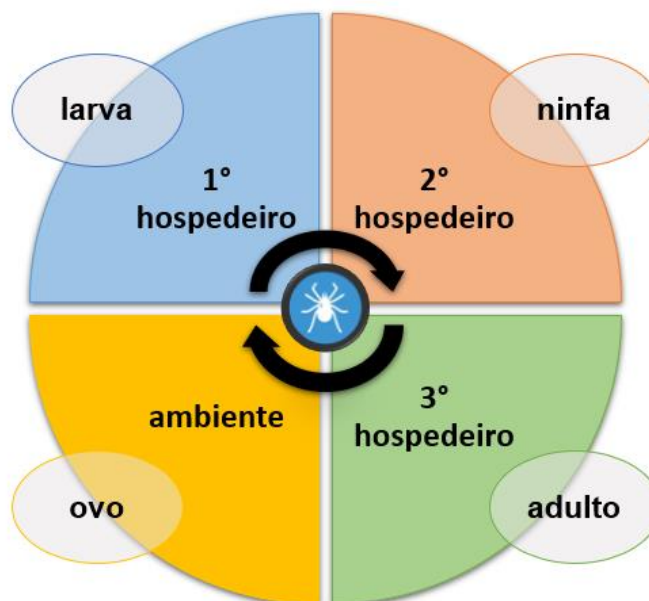 larva
ninfa
1°
hospedeiro
2°
hospedeiro
ambiente
3°
hospedeiro
ovo
adulto